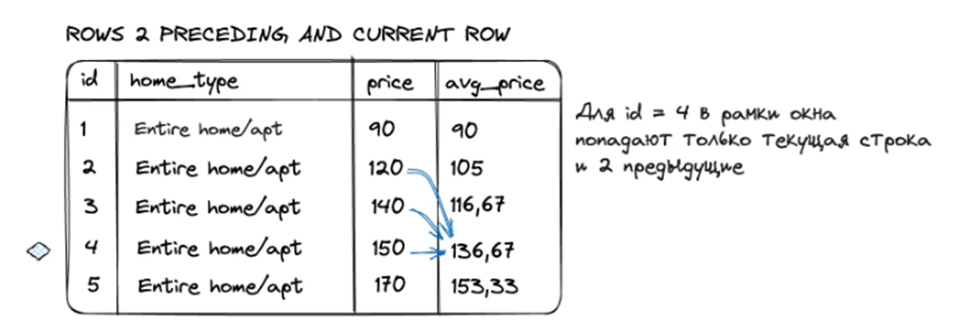 ROWS 2 PRECEDING AND CURRENT ROW
id home_type price avg_price
1 Entire home/apt 90 90
2 Entire home/apt 120 105
3 Entire home/apt 140 116,67
4 Entire home/apt 150 136,67
5 Entire home/apt 170 153,33
Для id = 4 в рамки окна
попадают только текущая строка
и 2 предыдущие